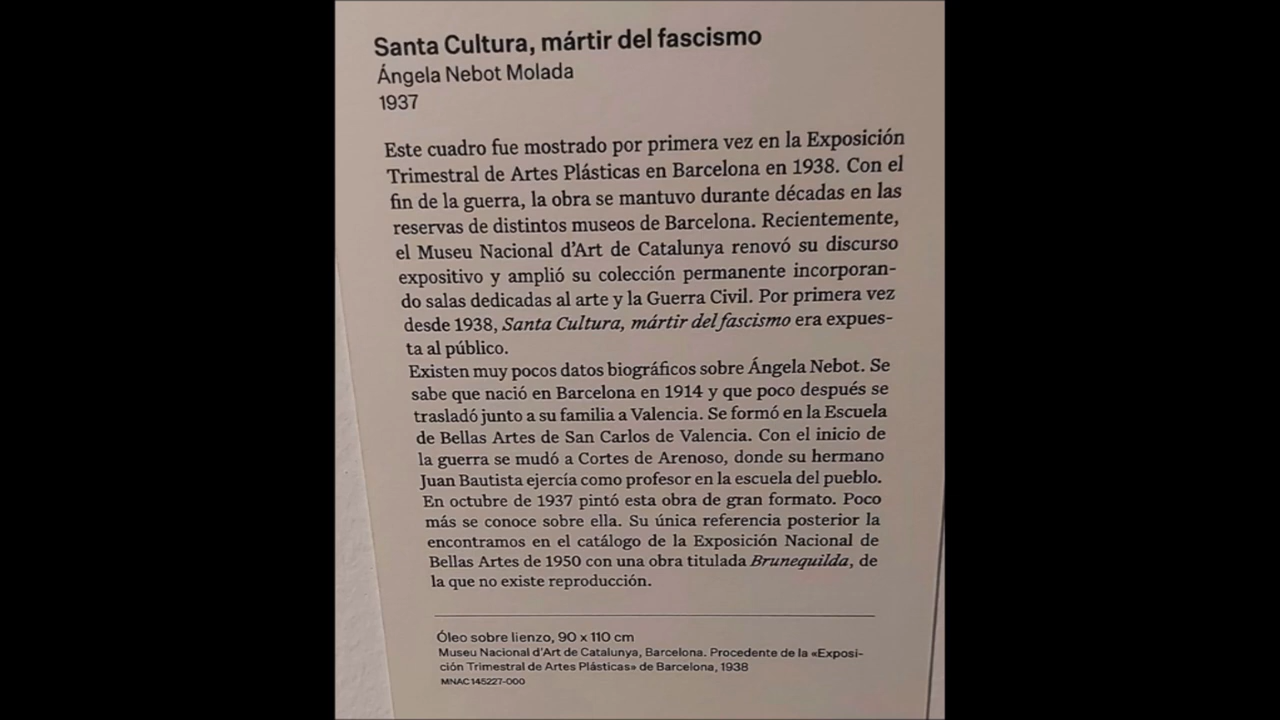 Santa Cultura, mártir del fascismo
Ángela Nebot Molada
1937
Este cuadro fue mostrado por primera vez en la Exposición
Trimestral de Artes Plásticas en Barcelona en 1938. Con el
fin de la guerra, la obra se mantuvo durante décadas en las
reservas de distintos museos de Barcelona. Recientemente,
el Museu Nacional d'Art de Catalunya renovó su discurso
expositivo y amplió su colección permanente incorporan-
do salas dedicadas al arte y la Guerra Civil. Por primera vez
desde 1938, Santa Cultura, mártir del fascismo era expues-
ta al público.
Existen muy pocos datos biográficos sobre Ángela Nebot. Se
sabe que nació en Barcelona en 1914 y que poco después se
trasladó junto a su familia a Valencia. Se formó en la Escuela
de Bellas Artes de San Carlos de Valencia. Con el inicio de
la guerra se mudó a Cortes de Arenoso, donde su hermano
Juan Bautista ejercía como profesor en la escuela del pueblo.
En octubre de 1937 pintó esta obra de gran formato. Poco
más se conoce sobre ella. Su única referencia posterior la
encontramos en el catálogo de la Exposición Nacional de
Bellas Artes de 1950 con una obra titulada Brunequilda, de
la que no existe reproducción.
Óleo sobre lienzo, 90 x 110 cm
Museu Nacional d'Art de Catalunya, Barcelona. Procedente de la «Exposi-
ción Trimestral de Artes Plásticas» de Barcelona, 1938
MNAC145227-000